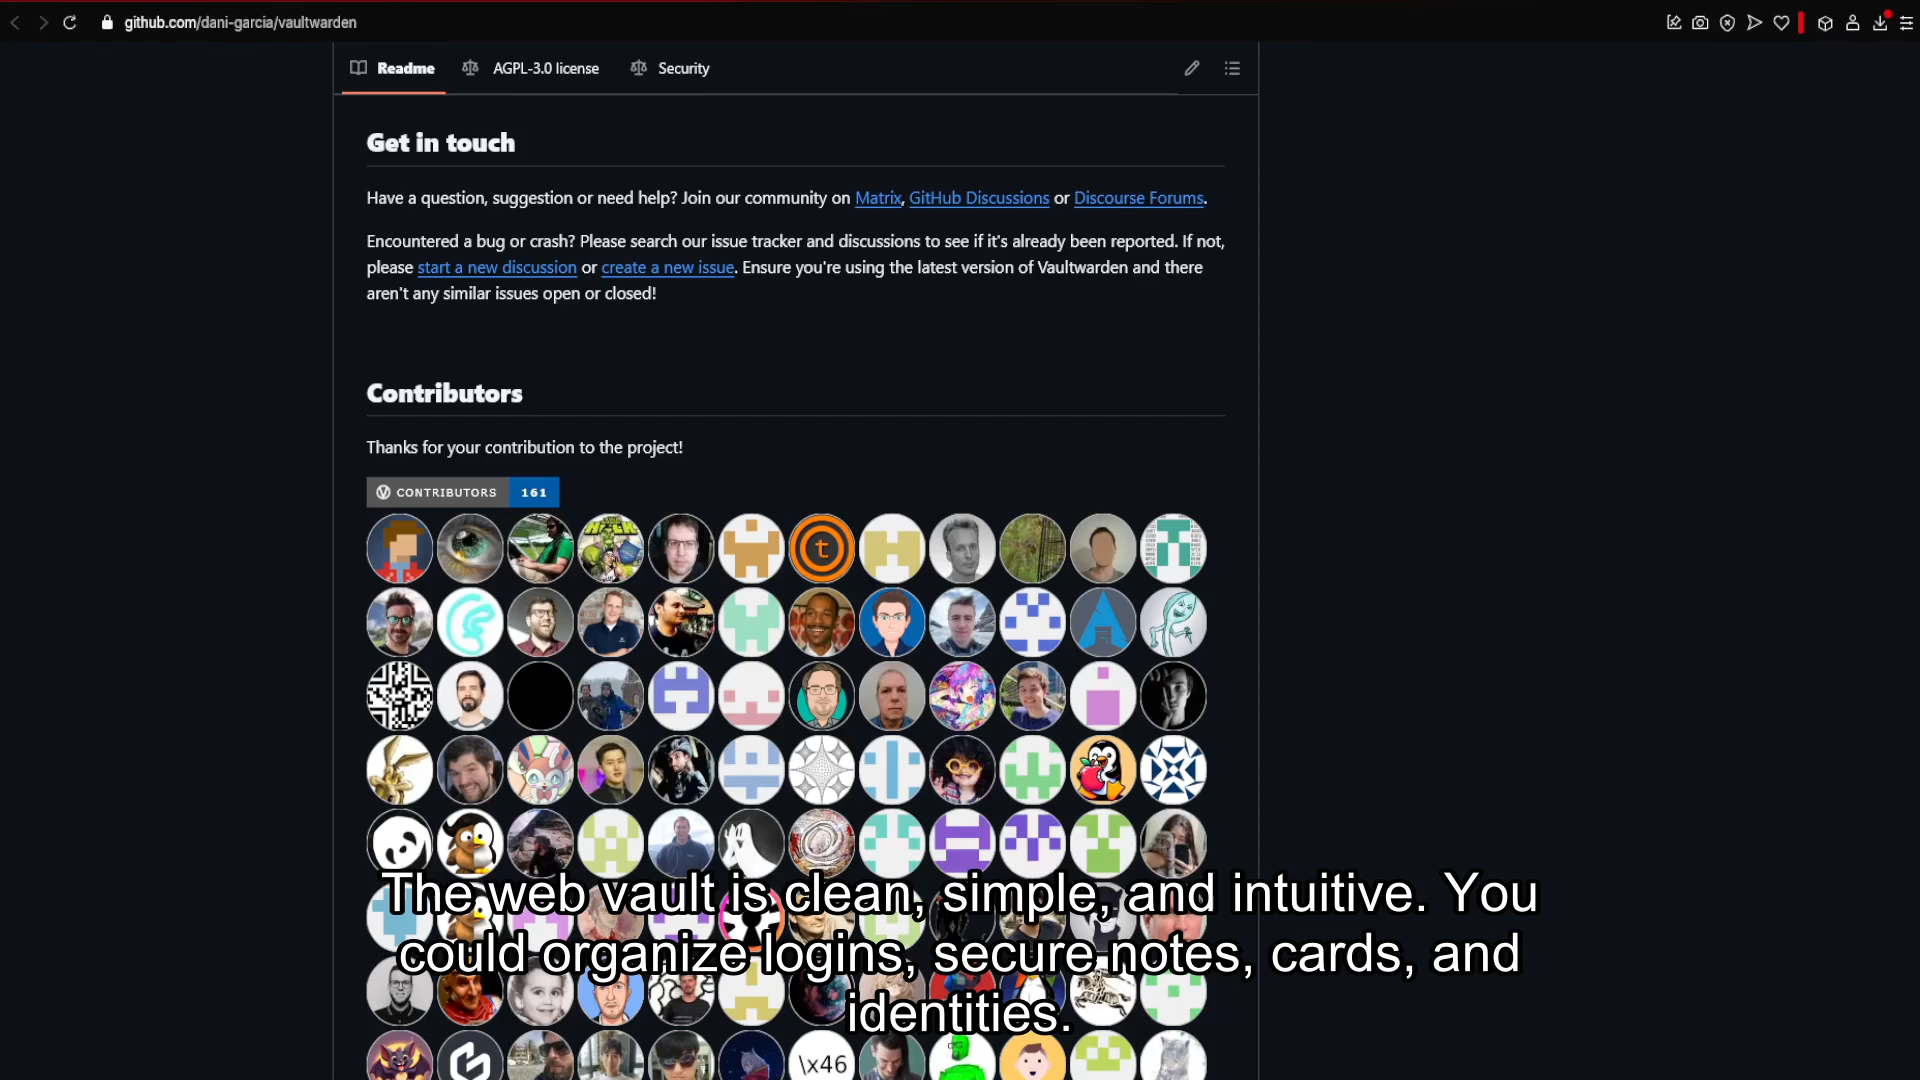 github.com/dani-garcia/vaultwarden
Readme
AGPL-3.0 license
Security
Get in touch
Have a question, suggestion or need help? Join our community on Matrix, GitHub Discussions or Discourse Forums.
Encountered a bug or crash? Please search our issue tracker and discussions to see if it's already been reported. If not,
please start a new discussion or create a new issue. Ensure you're using the latest version of Vaultwarden and there
aren't any similar issues open or closed!
Contributors
Thanks for your contribution to the project!
CONTRIBUTORS 161
t
The web vault is clean, simple, and intuitive. You
could organize logins, secure notes, cards, and
identities.
\x46